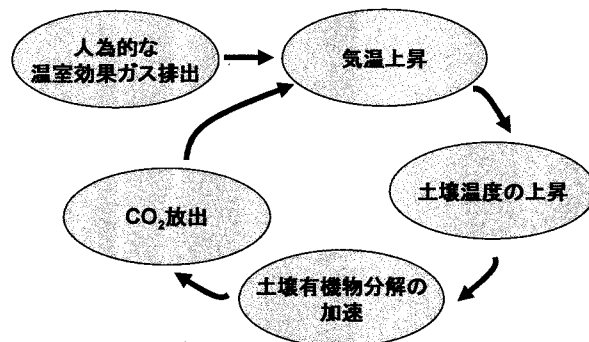 人為的な
温室効果ガス排出
気温上昇
土壌温度の上昇
土壌有機物分解の
加速
CO₂放出